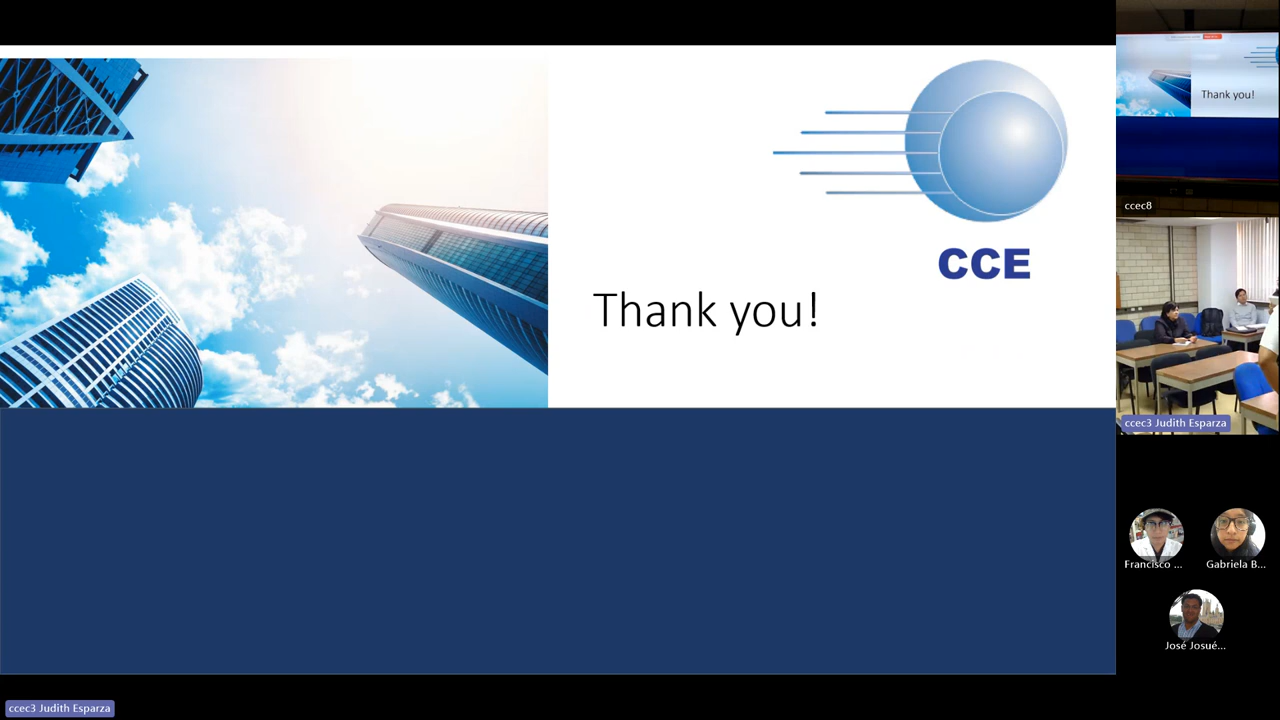 CCE
Thank you!
Thank you!
ccec8
ccec3 Judith Esparza
Francisco ...
Gabriela B...
José Josué...
ccec3 Judith Esparza